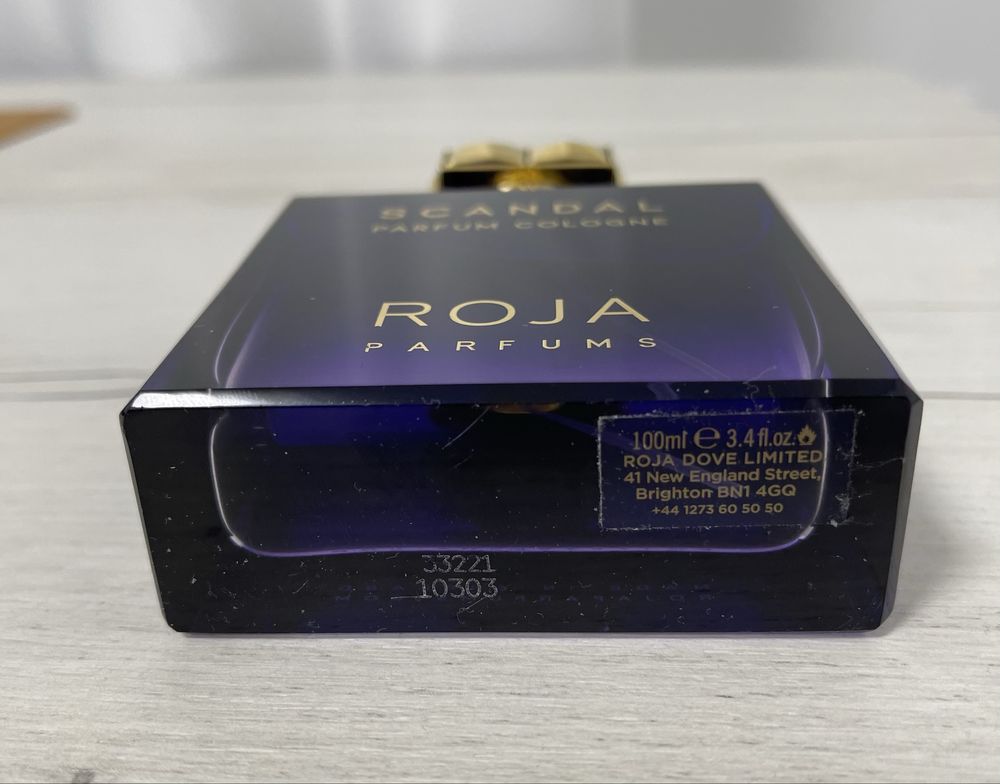 SCANDAL
PARFUM COLOGNE
ROJA
PARFUMS
100ml ℮ 3.4 fl.oz.
ROJA DOVE LIMITED
41 New England Street,
Brighton BN1 4GQ
+44 1273 60 50 50
33221
10303